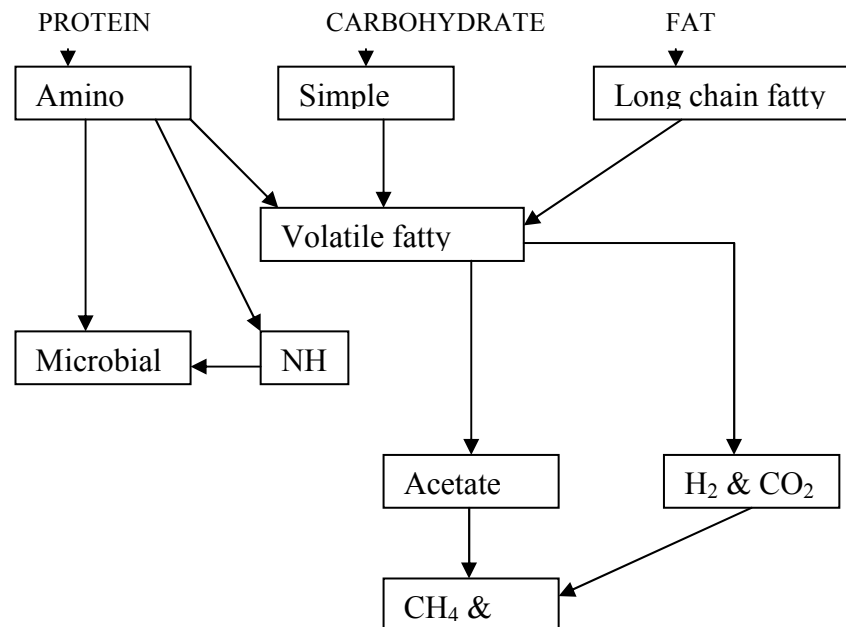 PROTEIN
CARBOHYDRATE
FAT
Amino
Simple
Long chain fatty
Volatile fatty
Microbial
NH
Acetate
H₂ & CO₂
CH₄ &